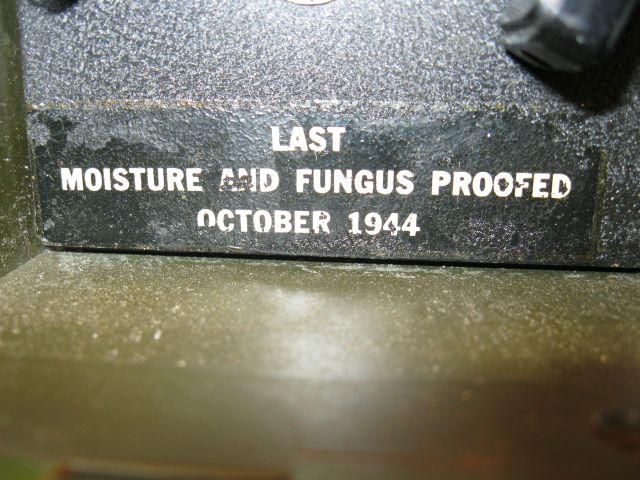 LAST
MOISTURE AND FUNGUS PROOFED
OCTOBER 1944